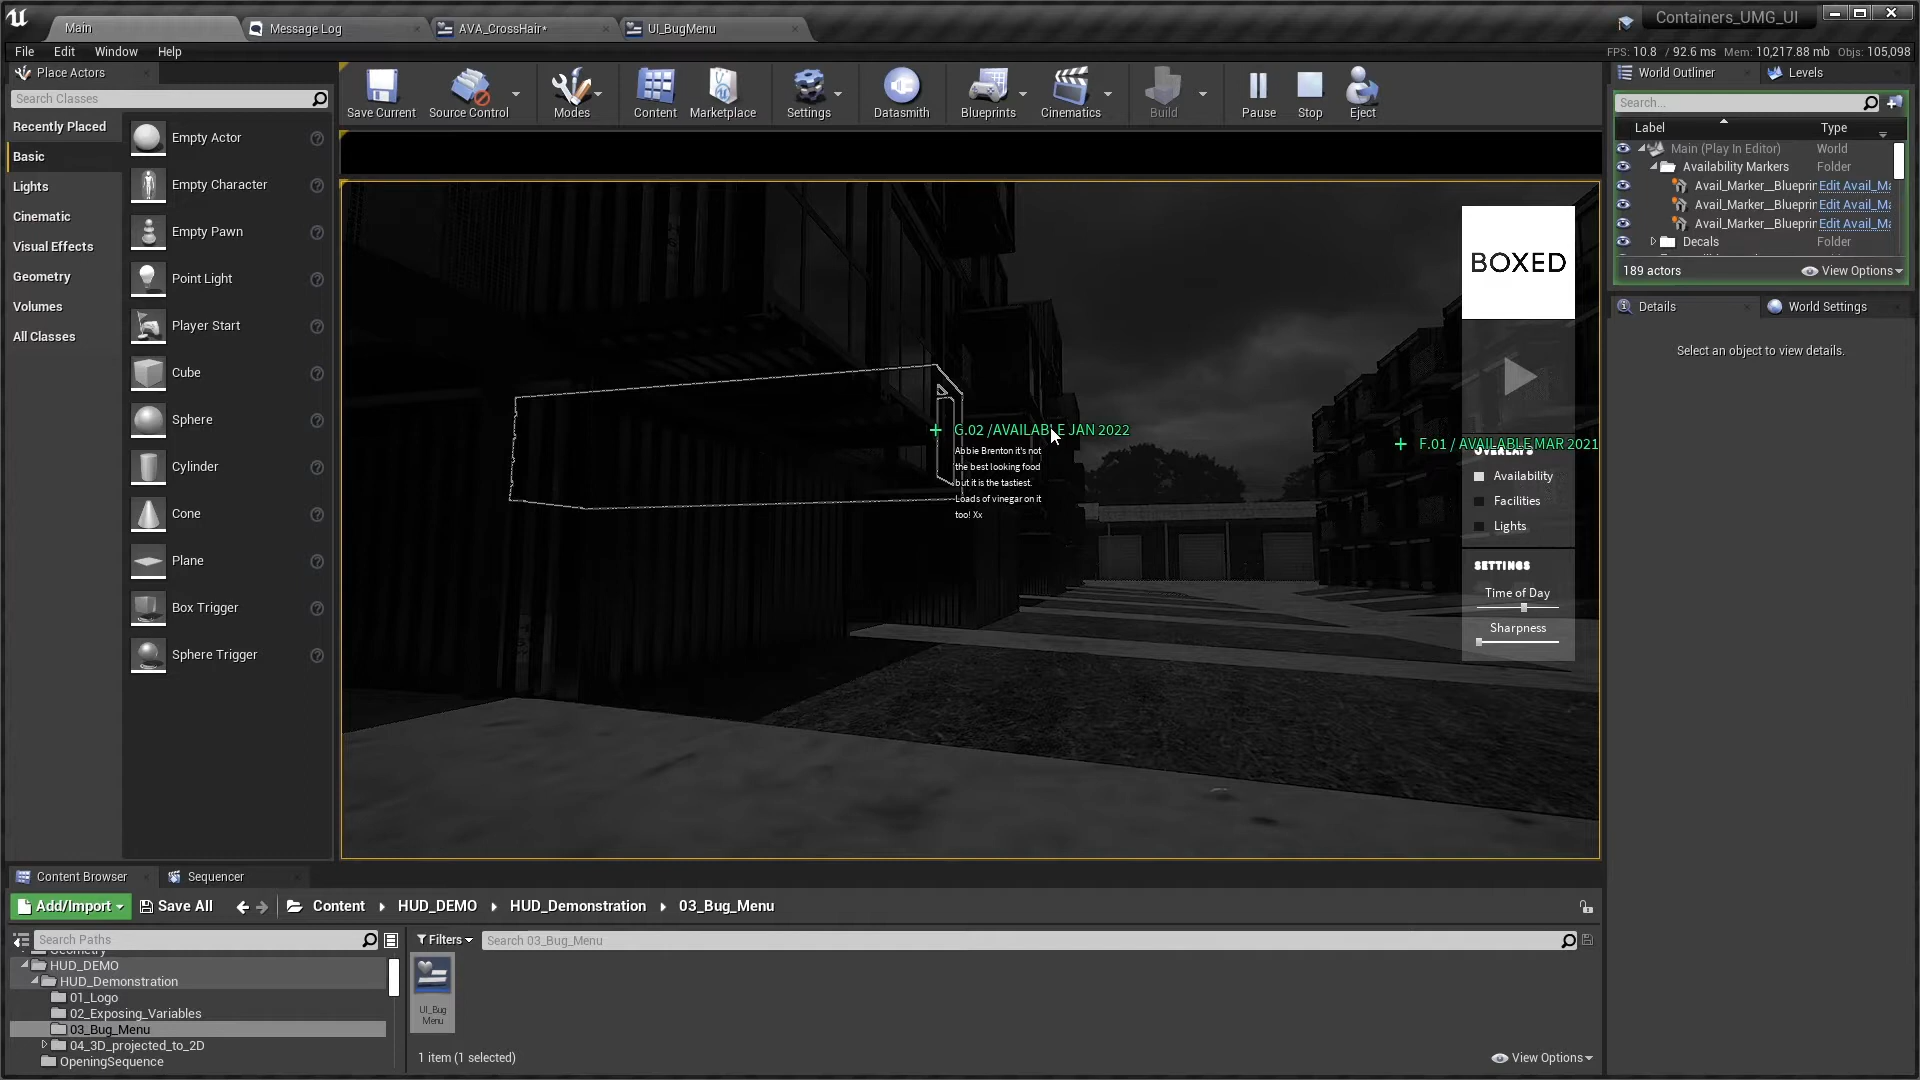 Main
Message Log
AVA_CrossHair*
UI_BugMenu
Containers_UMG_UI
File Edit Window Help
FPS: 10.8 / 92.6 ms Mem: 10,217.88 mb Objs: 105,098
Place Actors
Search Classes
Recently Placed
Basic
Lights
Cinematic
Visual Effects
Geometry
Volumes
All Classes
Empty Actor
Empty Character
Empty Pawn
Point Light
Player Start
Cube
Sphere
Cylinder
Cone
Plane
Box Trigger
Sphere Trigger
Save Current
Source Control
Modes
Content
Marketplace
Settings
Datasmith
Blueprints
Cinematics
Build
Pause
Stop
Eject
BOXED
G.02 /AVAILABLE JAN 2022
Abbie Brenton it's not
the best looking food
but it is the tastiest.
Loads of vinegar on it
too! Xx
F.01 / AVAILABLE MAR 2021
OVERLAYS
Availability
Facilities
Lights
SETTINGS
Time of Day
Sharpness
World Outliner
Levels
Search...
Label Type
Main (Play In Editor) World
Availability Markers Folder
Avail_Marker_Blueprin Edit Avail_Ma
Avail_Marker_Blueprin Edit Avail_Ma
Avail_Marker_Blueprin Edit Avail_Ma
Decals Folder
189 actors
View Options
Details
World Settings
Select an object to view details.
Content Browser
Sequencer
Add/Import
Save All
Content
HUD_DEMO
HUD_Demonstration
03_Bug_Menu
Search Paths
Filters
Search 03_Bug_Menu
Geometry
HUD_DEMO
HUD_Demonstration
01_Logo
02_Exposing_Variables
03_Bug_Menu
04_3D_projected_to_2D
OpeningSequence
UI_Bug
Menu
1 item (1 selected)
View Options